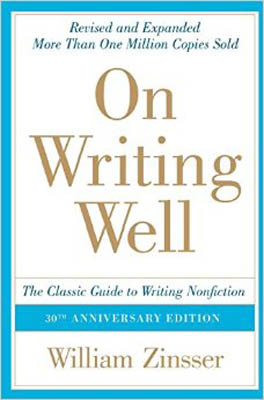 Revised and Expanded
More Than One Million Copies Sold
On
Writing
Well
The Classic Guide to Writing Nonfiction
30TH ANNIVERSARY EDITION
William Zinsser